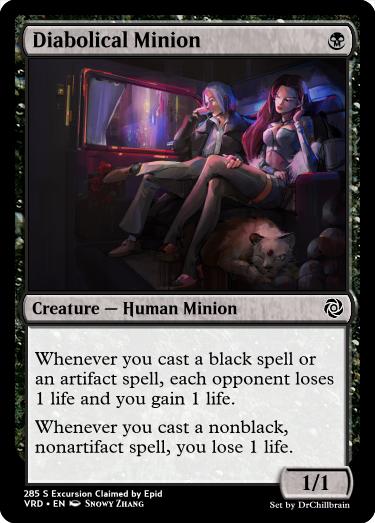 Diabolical Minion
Creature — Human Minion
Whenever you cast a black spell or
an artifact spell, each opponent loses
1 life and you gain 1 life.
Whenever you cast a nonblack,
nonartifact spell, you lose 1 life.
1/1
285 S Excursion Claimed by Epid
VRD • EN Snowy Zhang
Set by DrChillbrain